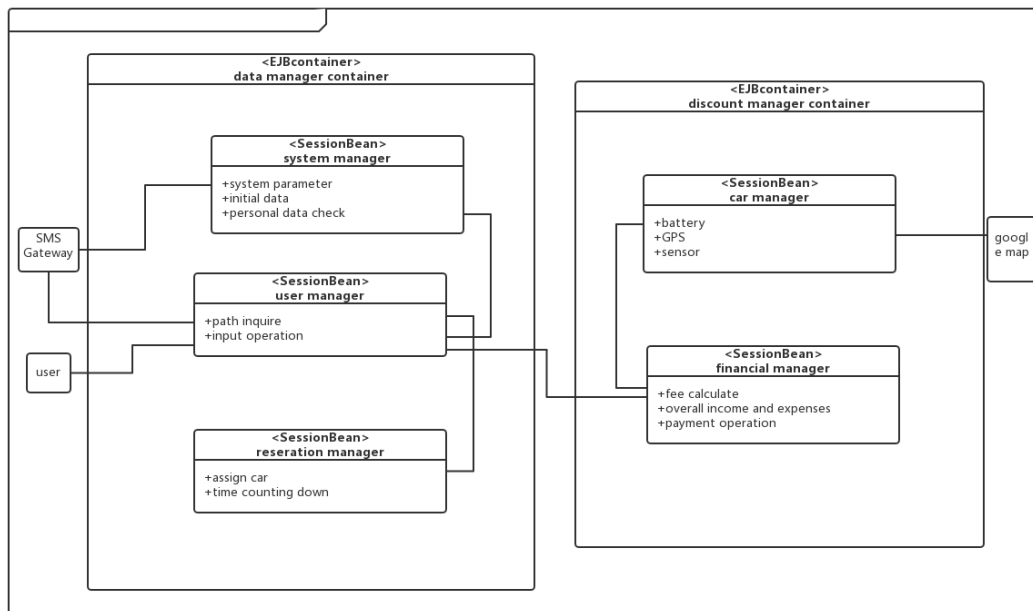 <EJBcontainer>
data manager container
<SessionBean>
system manager
+system parameter
+initial data
+personal data check
SMS
Gateway
<SessionBean>
user manager
+path inquire
+input operation
user
<SessionBean>
reseration manager
+assign car
+time counting down
<EJBcontainer>
discount manager container
<SessionBean>
car manager
+battery
+GPS
+sensor
googl
e map
<SessionBean>
financial manager
+fee calculate
+overall income and expenses
+payment operation